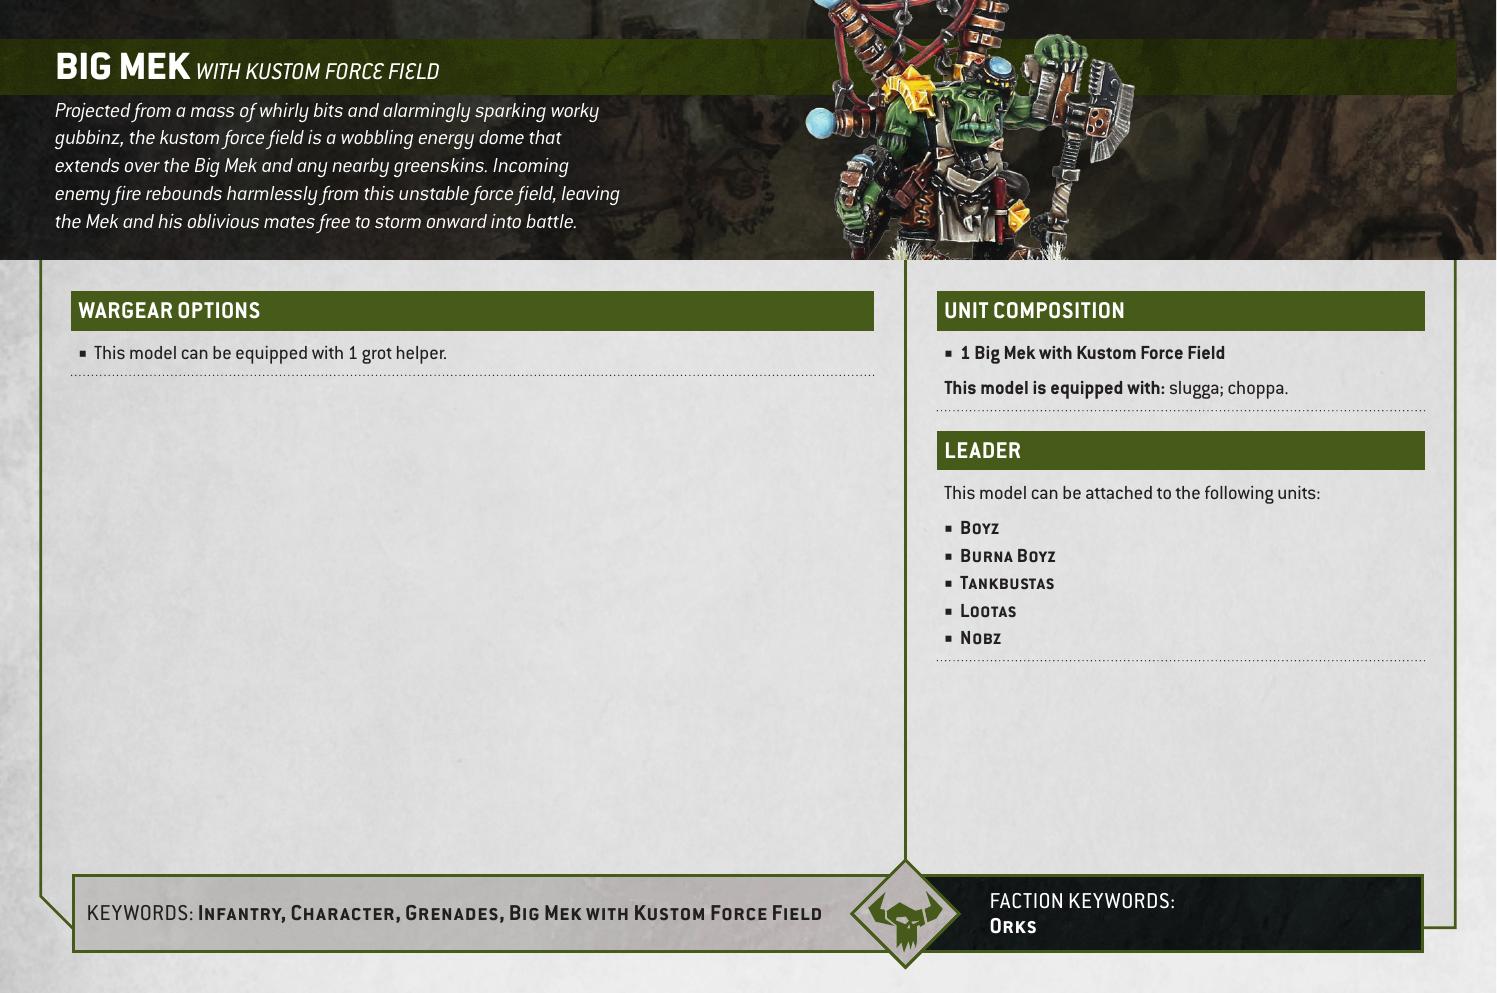 BIG MEK WITH KUSTOM FORCE FIELD
Projected from a mass of whirly bits and alarmingly sparking worky
gubbinz, the kustom force field is a wobbling energy dome that
extends over the Big Mek and any nearby greenskins. Incoming
enemy fire rebounds harmlessly from this unstable force field, leaving
the Mek and his oblivious mates free to storm onward into battle.
WARGEAR OPTIONS
▪ This model can be equipped with 1 grot helper.
UNIT COMPOSITION
▪ 1 Big Mek with Kustom Force Field
This model is equipped with: slugga; choppa.
LEADER
This model can be attached to the following units:
▪ Boyz
▪ Burna Boyz
▪ Tankbustas
▪ Lootas
▪ Nobz
KEYWORDS: Infantry, Character, Grenades, Big Mek with Kustom Force Field
FACTION KEYWORDS:
Orks